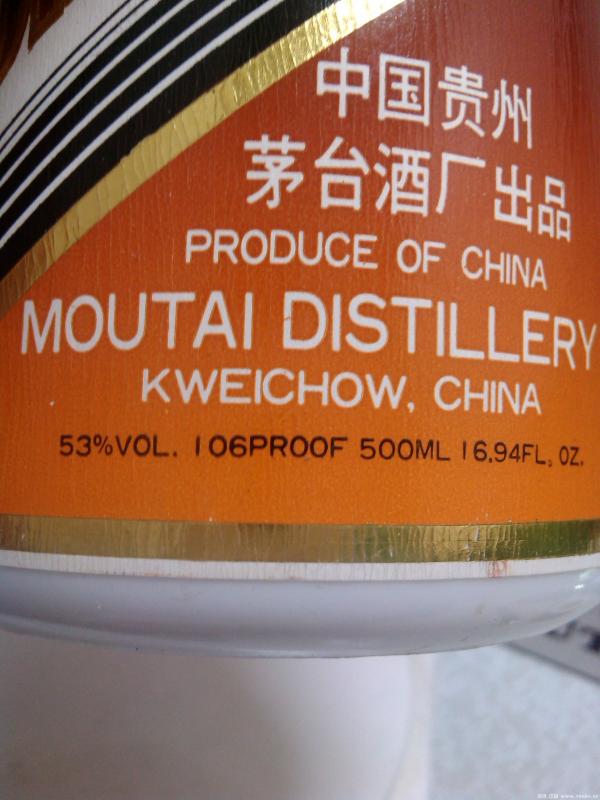 中国贵州
茅台酒厂出品
PRODUCE OF CHINA
MOUTAI DISTILLERY
KWEICHOW, CHINA
53%VOL. 106PROOF 500ML 16.94FL. OZ.